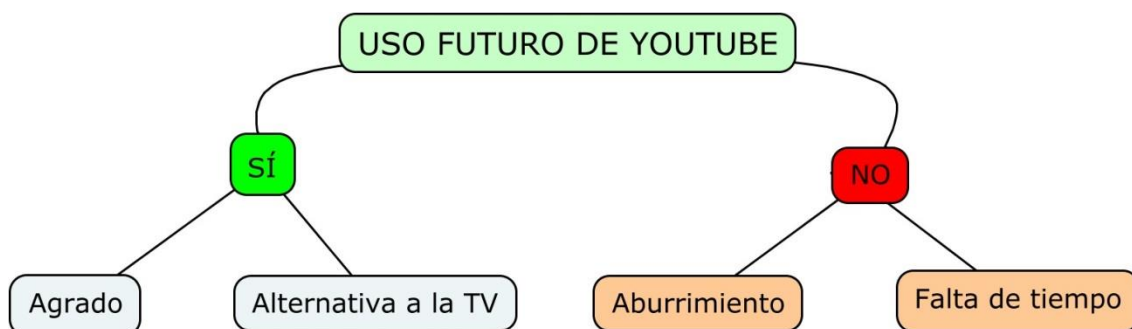 USO FUTURO DE YOUTUBE
SÍ
NO
Agrado
Alternativa a la TV
Aburrimiento
Falta de tiempo